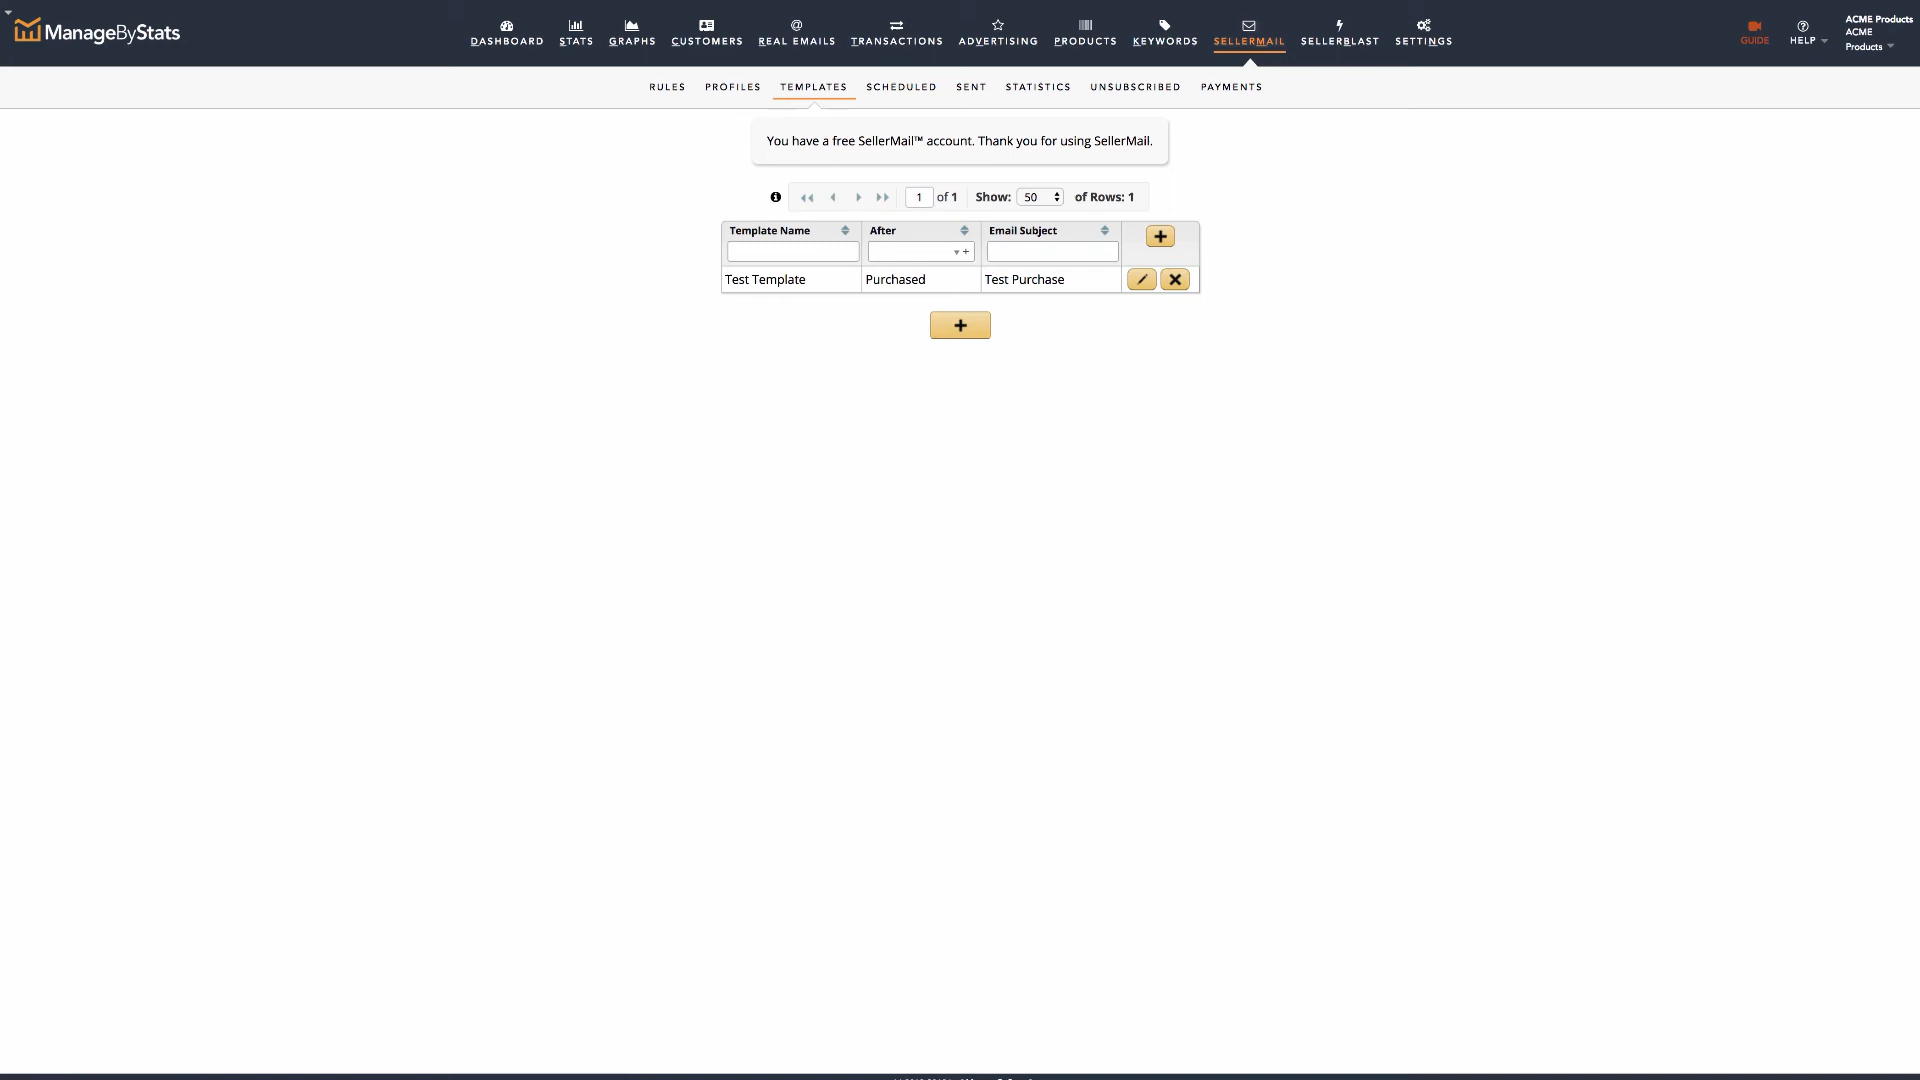 ManageByStats
DASHBOARD STATS GRAPHS CUSTOMERS REAL EMAILS TRANSACTIONS ADVERTISING PRODUCTS KEYWORDS SELLERMAIL SELLERBLAST SETTINGS
GUIDE HELP
ACME Products
ACME
Products
RULES PROFILES TEMPLATES SCHEDULED SENT STATISTICS UNSUBSCRIBED PAYMENTS
You have a free SellerMail™ account. Thank you for using SellerMail.
1 of 1 Show: 50 of Rows: 1
Template Name After Email Subject
Test Template Purchased Test Purchase